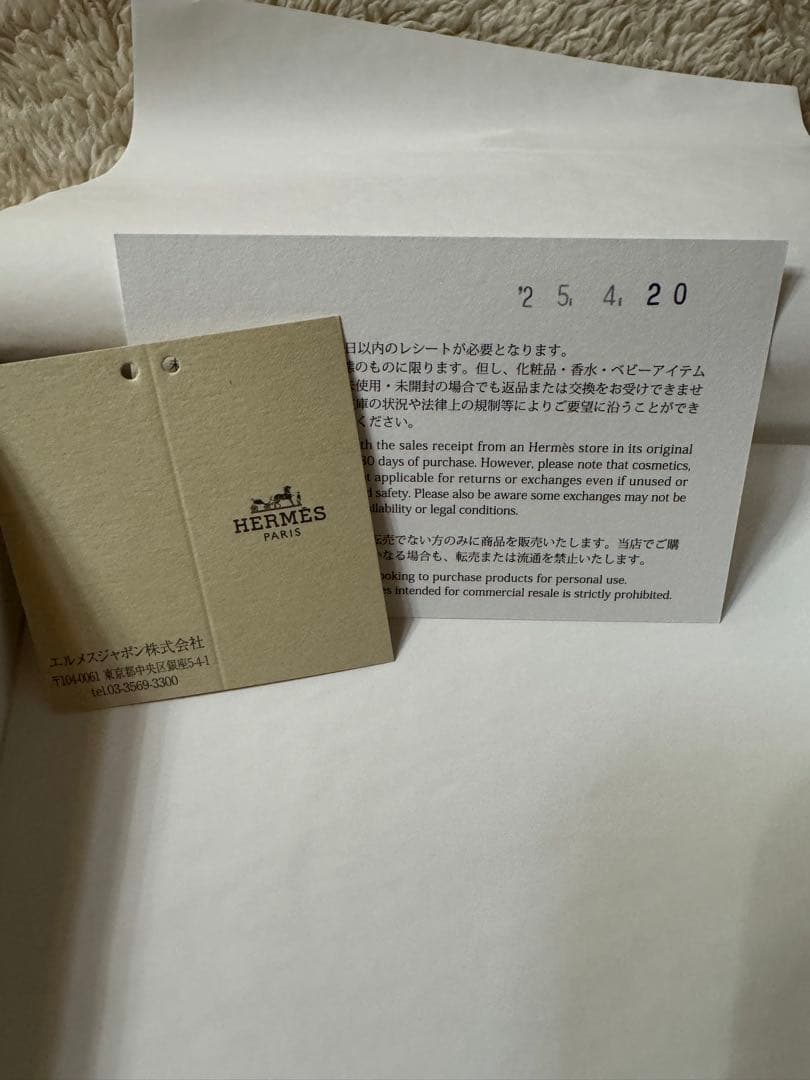 '25. 4. 20
日以内のレシートが必要となります。
態のものに限ります。但し、化粧品・香水・ベビーアイテム
使用・未開封の場合でも返品または交換をお受けできませ
庫の状況や法律上の規制等によりご要望に沿うことができ
ください。
the sales receipt from an Hermès store in its original
30 days of purchase. However, please note that cosmetics,
applicable for returns or exchanges even if unused or
safety. Please also be aware some exchanges may not be
availability or legal conditions.
転売でない方のみに商品を販売いたします。当店でご購
なる場合も、転売または流通を禁止いたします。
looking to purchase products for personal use.
intended for commercial resale is strictly prohibited.
HERMÈS
PARIS
エルメスジャポン株式会社
〒104-0061 東京都中央区銀座5-4-1
tel.03-3569-3300